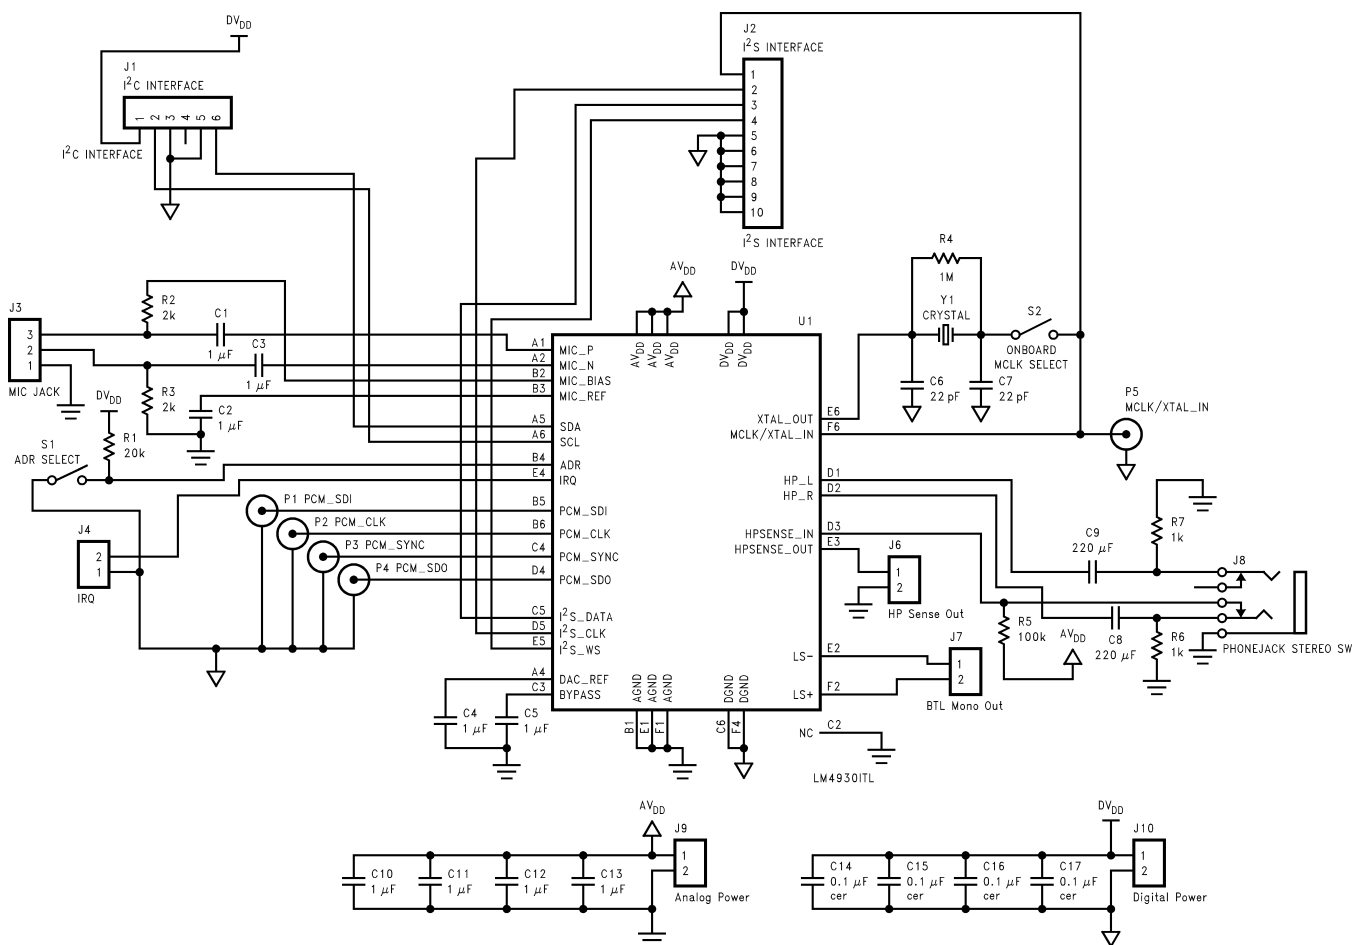 DVDD
J1
I2C INTERFACE
1 2 3 4 5 6
I2C INTERFACE
J2
I2S INTERFACE
1
2
3
4
5
6
7
8
9
10
I2S INTERFACE
R4
1M
Y1
CRYSTAL
S2
ONBOARD
MCLK SELECT
C6
22 pF
C7
22 pF
P5
MCLK/XTAL_IN
AVDD
DVDD
U1
J3
3
2
1
MIC JACK
R2
2k
C1
1 μF
C3
1 μF
R3
2k
C2
1 μF
DVDD
R1
20k
S1
ADR SELECT
J4
2
1
IRQ
P1 PCM_SDI
P2 PCM_CLK
P3 PCM_SYNC
P4 PCM_SDO
A1
A2
B2
B3
A5
A6
B4
E4
B5
B6
C4
D4
C5
D5
E5
A4
C3
AVDD AVDD AVDD
DVDD DVDD
MIC_P
MIC_N
MIC_BIAS
MIC_REF
SDA
SCL
ADR
IRQ
PCM_SDI
PCM_CLK
PCM_SYNC
PCM_SDO
I2S_DATA
I2S_CLK
I2S_WS
DAC_REF
BYPASS
XTAL_OUT
MCLK/XTAL_IN
HP_L
HP_R
HPSENSE_IN
HPSENSE_OUT
LS-
LS+
NC
AGND AGND AGND
DGND DGND
B1 E1 F1
C6 F4
E6
F6
D1
D2
D3
E3
E2
F2
C2
LM4930ITL
C4
1 μF
C5
1 μF
J6
1
2
HP Sense Out
J7
1
2
BTL Mono Out
R5
100k
AVDD
C9
220 μF
C8
220 μF
R7
1k
R6
1k
J8
PHONEJACK STEREO SW
AVDD
J9
1
2
Analog Power
C10
1 μF
C11
1 μF
C12
1 μF
C13
1 μF
DVDD
J10
1
2
Digital Power
C14
0.1 μF
cer
C15
0.1 μF
cer
C16
0.1 μF
cer
C17
0.1 μF
cer